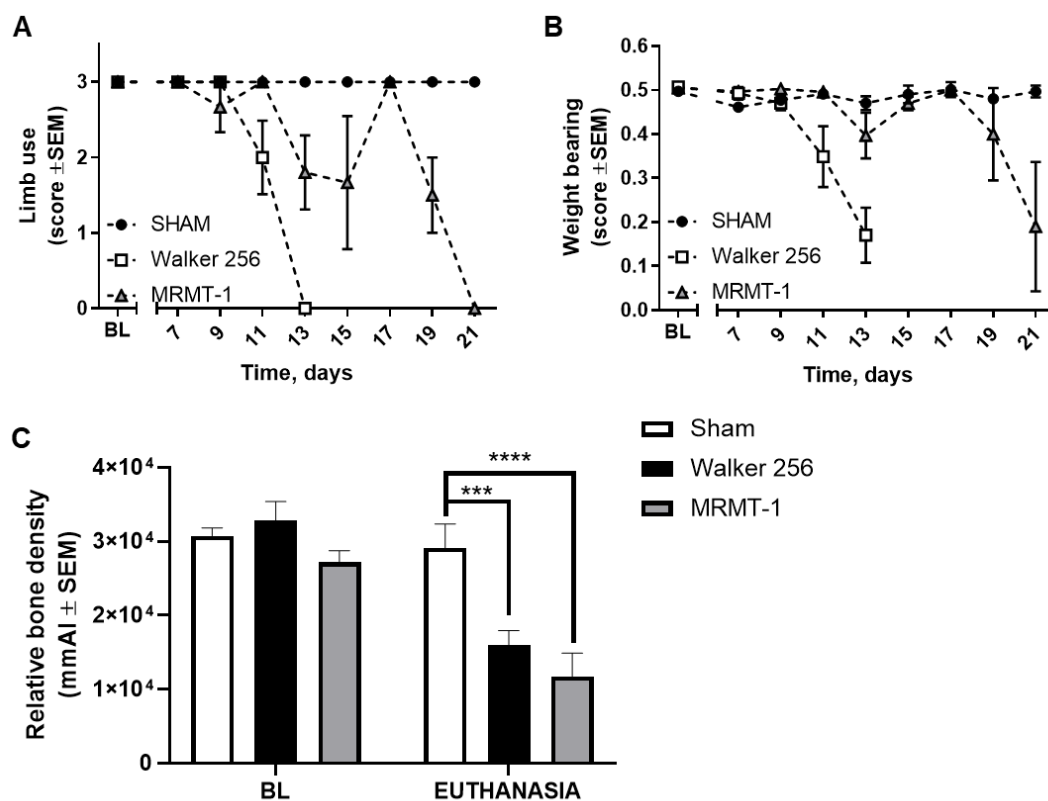 A
Limb use
(score ±SEM)
3
2
1
0
SHAM
Walker 256
MRMT-1
BL
7
9
11
13
15
17
19
21
Time, days
B
Weight bearing
(score ±SEM)
0.6
0.5
0.4
0.3
0.2
0.1
0.0
SHAM
Walker 256
MRMT-1
BL
7
9
11
13
15
17
19
21
Time, days
C
Relative bone density
(mmAl ± SEM)
4×10⁴
3×10⁴
2×10⁴
1×10⁴
0
****
***
BL
EUTHANASIA
Sham
Walker 256
MRMT-1